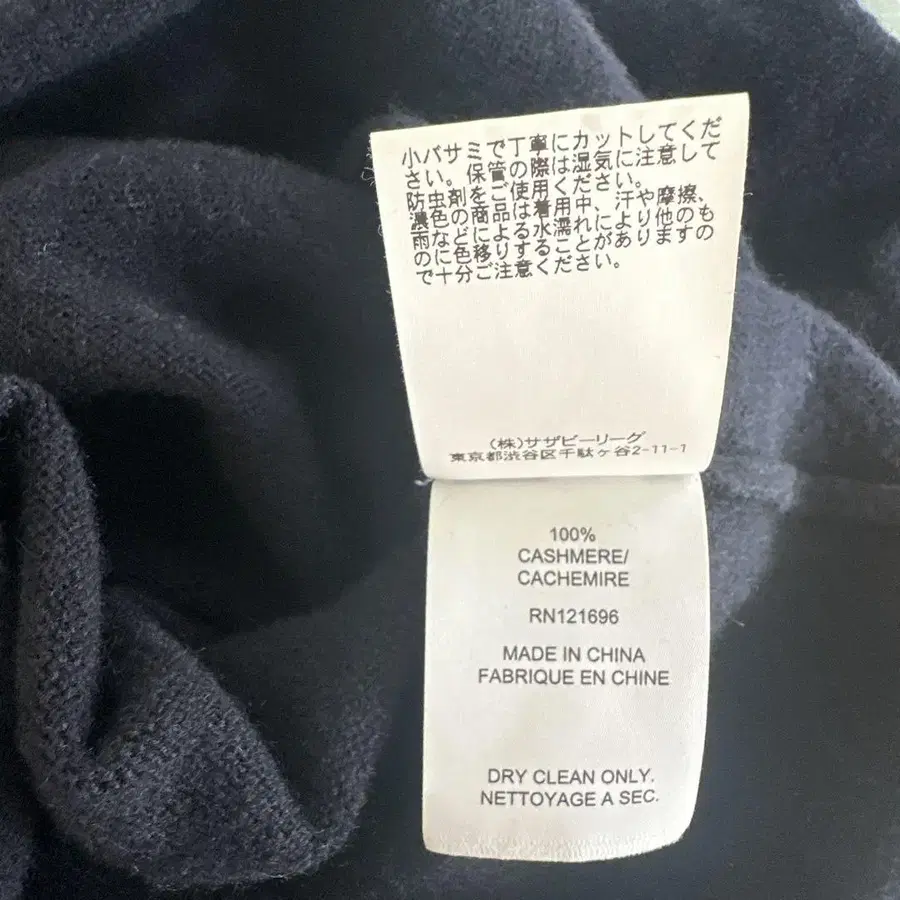 小バサミで丁寧にカットしてくだ
さい。保管の際は湿気に注意して
防虫剤をご使用ください。
濃色の商品は着用中、汗や摩擦、
雨などによる水濡れにより他のも
のに色移りすることがありますの
で十分ご注意ください。
(株)サザビーリーグ
東京都渋谷区千駄ヶ谷2-11-1
100%
CASHMERE/
CACHEMIRE
RN121696
MADE IN CHINA
FABRIQUE EN CHINE
DRY CLEAN ONLY.
NETTOYAGE A SEC.